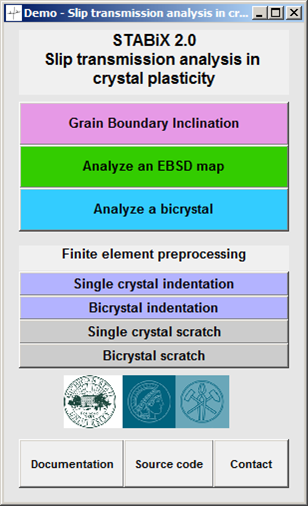 Demo - Slip transmission analysis in cr...
STABiX 2.0
Slip transmission analysis in
crystal plasticity
Grain Boundary Inclination
Analyze an EBSD map
Analyze a bicrystal
Finite element preprocessing
Single crystal indentation
Bicrystal indentation
Single crystal scratch
Bicrystal scratch
Documentation
Source code
Contact